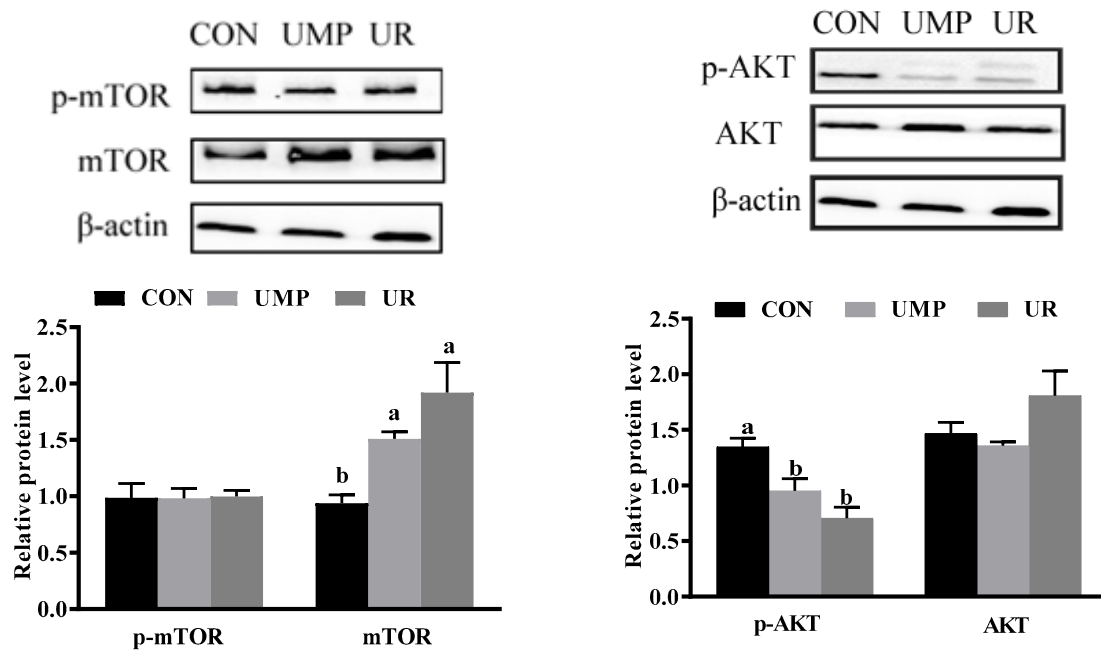 CON UMP UR
p-mTOR
mTOR
β-actin
CON UMP UR
2.5
2.0
1.5
1.0
0.5
0.0
Relative protein level
b
a
a
p-mTOR mTOR
CON UMP UR
p-AKT
AKT
β-actin
CON UMP UR
2.5
2.0
1.5
1.0
0.5
0.0
Relative protein level
a
b
b
p-AKT AKT